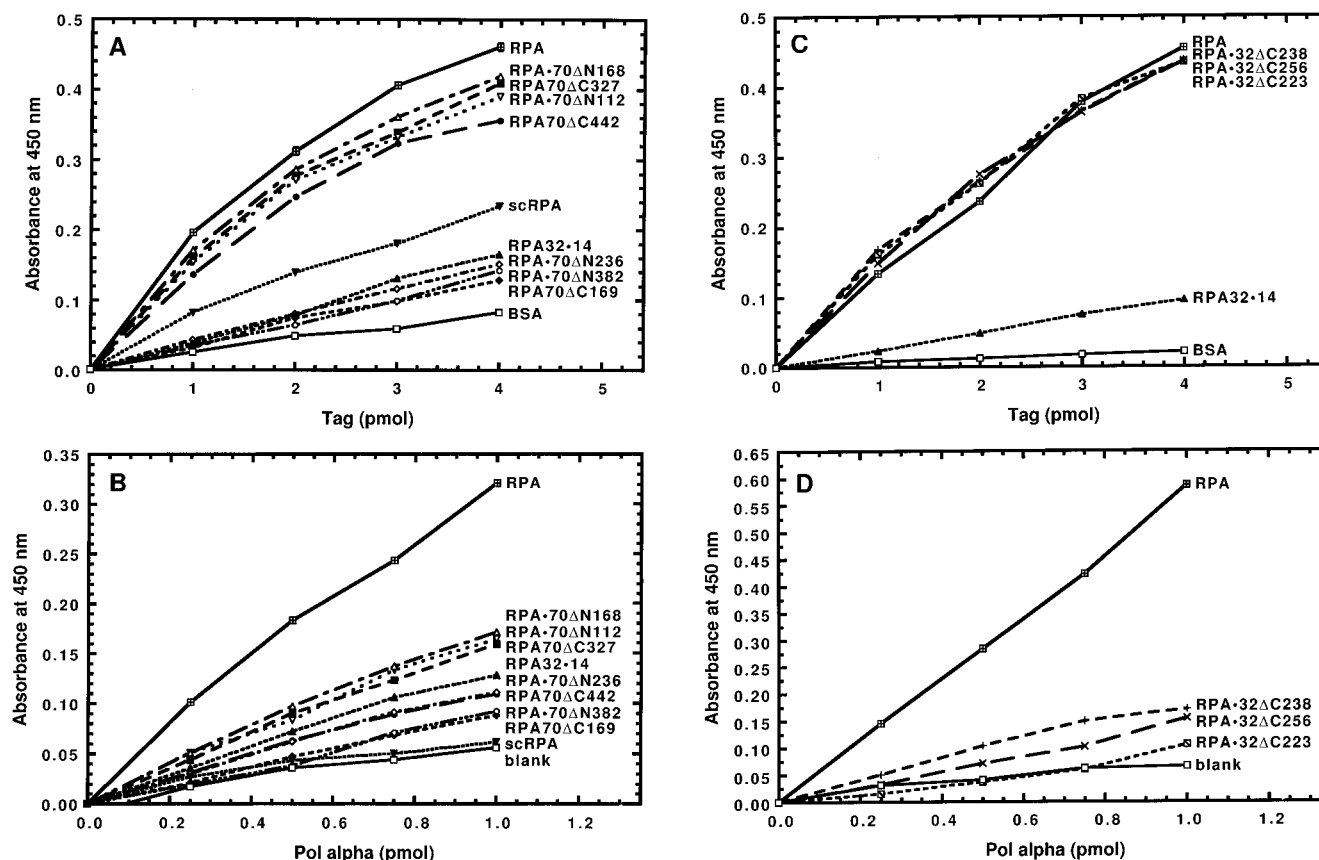 A
0.5
0.4
0.3
0.2
0.1
0.0
Absorbance at 450 nm
0
1
2
3
4
5
Tag (pmol)
RPA
RPA•70ΔN168
RPA70ΔC327
RPA•70ΔN112
RPA70ΔC442
scRPA
RPA32•14
RPA•70ΔN236
RPA•70ΔN382
RPA70ΔC169
BSA
C
0.5
0.4
0.3
0.2
0.1
0.0
Absorbance at 450 nm
0
1
2
3
4
5
Tag (pmol)
RPA
RPA•32ΔC238
RPA•32ΔC256
RPA•32ΔC223
RPA32•14
BSA
B
0.35
0.30
0.25
0.20
0.15
0.10
0.05
0.00
Absorbance at 450 nm
0.0
0.2
0.4
0.6
0.8
1.0
1.2
Pol alpha (pmol)
RPA
RPA•70ΔN168
RPA•70ΔN112
RPA70ΔC327
RPA32•14
RPA•70ΔN236
RPA70ΔC442
RPA•70ΔN382
RPA70ΔC169
scRPA
blank
D
0.65
0.60
0.55
0.50
0.45
0.40
0.35
0.30
0.25
0.20
0.15
0.10
0.05
0.00
Absorbance at 450 nm
0.0
0.2
0.4
0.6
0.8
1.0
1.2
Pol alpha (pmol)
RPA
RPA•32ΔC238
RPA•32ΔC256
RPA•32ΔC223
blank